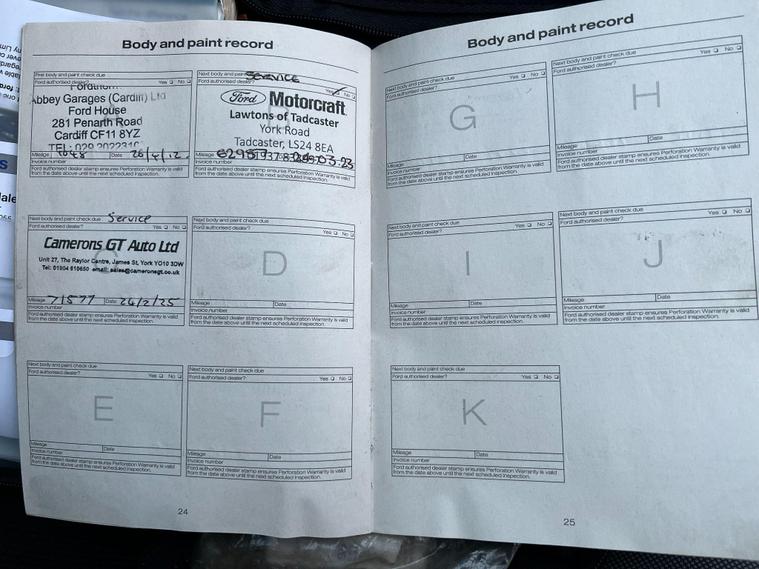 Body and paint record
First body and paint check due
Ford authorised dealer? Yes No
Abbey Garages (Cardiff) Ltd
Ford House
281 Penarth Road
Cardiff CF11 8YZ
Mileage Date 26/4/12
Invoice number
Ford authorised dealer stamp ensures Perforation Warranty is valid
from the date above until the next scheduled inspection.
Next body and paint SERVICE
Ford authorised dealer? Yes No
Ford Motorcraft
Lawtons of Tadcaster
York Road
Tadcaster, LS24 8EA
Mileage
Invoice number
Ford authorised dealer stamp ensures Perforation Warranty is valid
from the date above until the next scheduled inspection.
Next body and paint check due Service
Ford authorised dealer? Yes No
Camerons GT Auto Ltd
Unit 27, The Raylor Centre, James St, York YO10 3DW
Tel: 01904 email: sales@cameronsgt.co.uk
Mileage 71577 Date 26/2/25
Invoice number
Ford authorised dealer stamp ensures Perforation Warranty is valid
from the date above until the next scheduled inspection.
Next body and paint check due
Ford authorised dealer? Yes No
D
Mileage Date
Invoice number
Ford authorised dealer stamp ensures Perforation Warranty is valid
from the date above until the next scheduled inspection.
Next body and paint check due
Ford authorised dealer? Yes No
E
Mileage Date
Invoice number
Ford authorised dealer stamp ensures Perforation Warranty is valid
from the date above until the next scheduled inspection.
Next body and paint check due
Ford authorised dealer? Yes No
F
Mileage Date
Invoice number
Ford authorised dealer stamp ensures Perforation Warranty is valid
from the date above until the next scheduled inspection.
24
Body and paint record
Next body and paint check due
Ford authorised dealer? Yes No
G
Mileage Date
Invoice number
Ford authorised dealer stamp ensures Perforation Warranty is valid
from the date above until the next scheduled inspection.
Next body and paint check due
Ford authorised dealer? Yes No
H
Mileage Date
Invoice number
Ford authorised dealer stamp ensures Perforation Warranty is valid
from the date above until the next scheduled inspection.
Next body and paint check due
Ford authorised dealer? Yes No
I
Mileage Date
Invoice number
Ford authorised dealer stamp ensures Perforation Warranty is valid
from the date above until the next scheduled inspection.
Next body and paint check due
Ford authorised dealer? Yes No
J
Mileage Date
Invoice number
Ford authorised dealer stamp ensures Perforation Warranty is valid
from the date above until the next scheduled inspection.
Next body and paint check due
Ford authorised dealer? Yes No
K
Mileage Date
Invoice number
Ford authorised dealer stamp ensures Perforation Warranty is valid
from the date above until the next scheduled inspection.
25